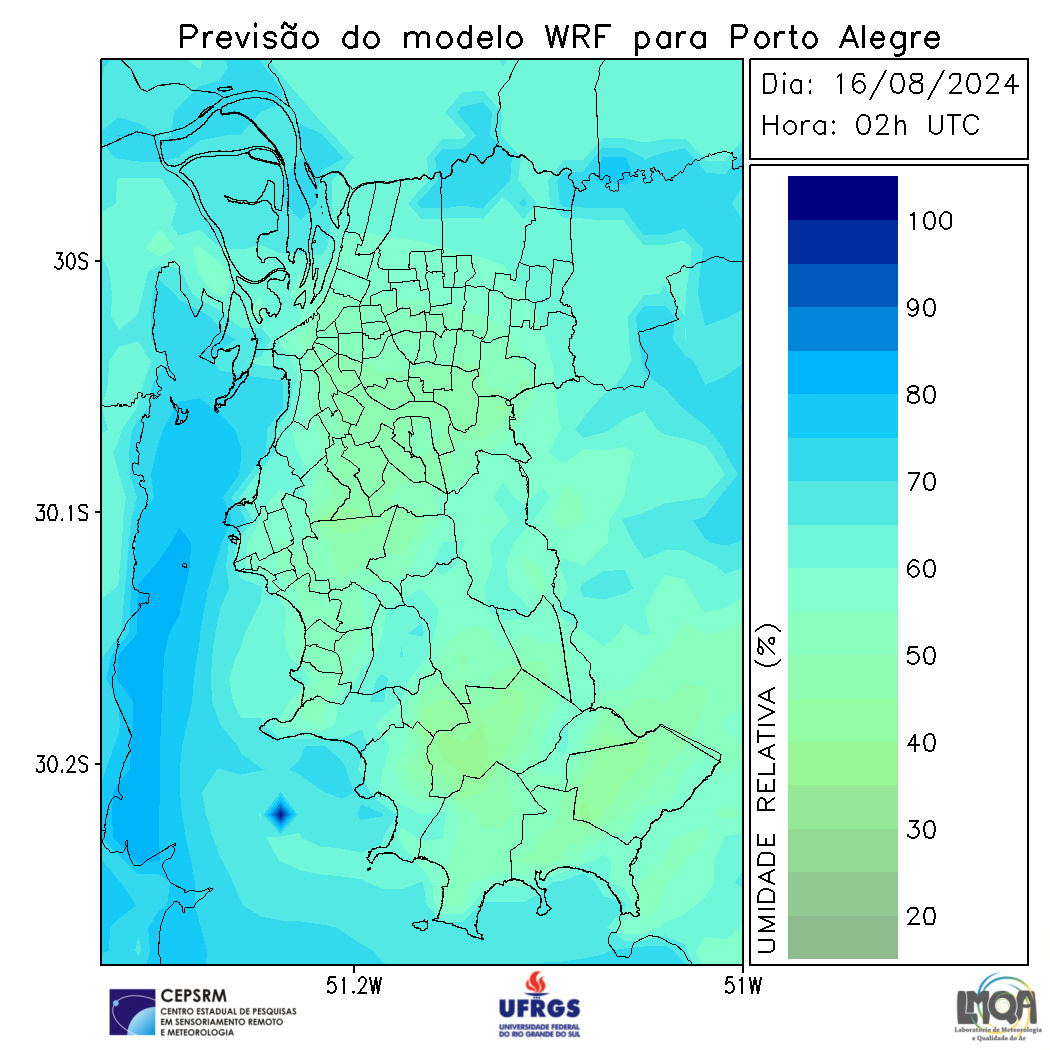 Previsão do modelo WRF para Porto Alegre
Dia: 16/08/2024
Hora: 02h UTC
30S
30.1S
30.2S
51.2W
51W
100
90
80
70
60
50
40
30
20
UMIDADE RELATIVA (%)
CEPSRM
CENTRO ESTADUAL DE PESQUISAS
EM SENSORIAMENTO REMOTO
E METEOROLOGIA
UFRGS
UNIVERSIDADE FEDERAL
DO RIO GRANDE DO SUL
LMQA
Laboratório de Meteorologia
e Qualidade do Ar